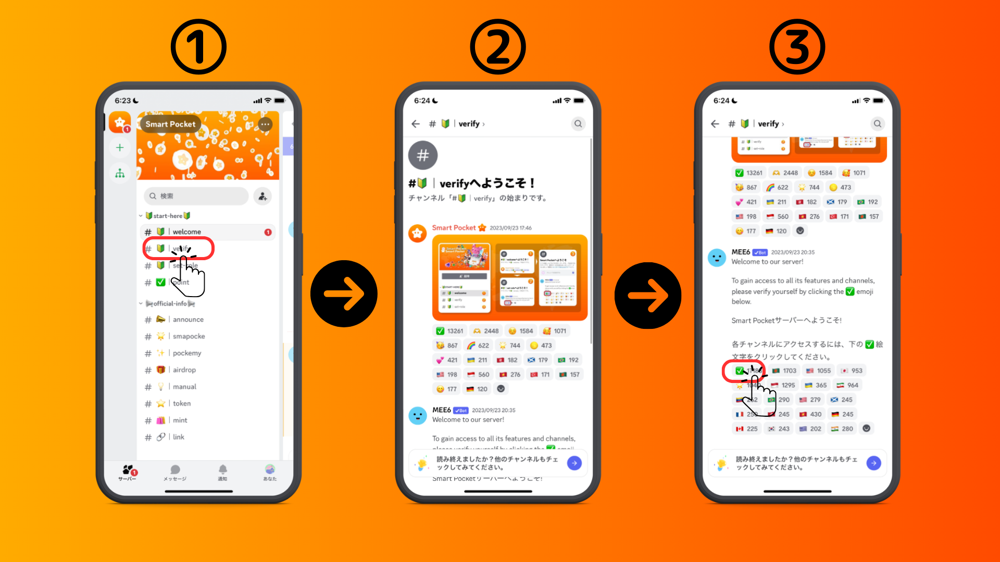 ①
②
③
6:23
Smart Pocket
1
検索
start-here
# | welcome 1
# | verify
# | set-role
# | point
official-info
# | announce
# | smapocke
# | pockemy
# | airdrop
# | manual
# | token
# | mint
# | link
1
サーバー メッセージ 通知 あなた
6:24
# | verify ›
#
#🔰｜verifyへようこそ！
チャンネル「#🔰｜verify」の始まりです。
Smart Pocket 2023/09/23 17:46
✅ 13261 2448 1584 1071
867 622 744 473
421 211 182 179 192
198 560 276 171 157
177 120
MEE6 ✓Bot 2023/09/23 20:35
Welcome to our server!
To gain access to all its features and channels,
please verify yourself by clicking the ✅ emoji
読み終えましたか？他のチャンネルもチェ
ックしてみてください。
Smart Pocketサーバーへようこそ!
6:24
# | verify ›
# | verify
# | set-role
✅ 13261 2448 1584 1071
867 622 744 473
421 211 182 179 192
198 560 276 171 157
177 120
MEE6 ✓Bot 2023/09/23 20:35
Welcome to our server!
To gain access to all its features and channels,
please verify yourself by clicking the ✅ emoji
below.
Smart Pocketサーバーへようこそ!
各チャンネルにアクセスするには、下の ✅ 絵
文字をクリックしてください。
✅ 1703 1055 953
1295 365 964
290 279 245
245 430 245
225 243 202 280
読み終えましたか？他のチャンネルもチェ
ックしてみてください。